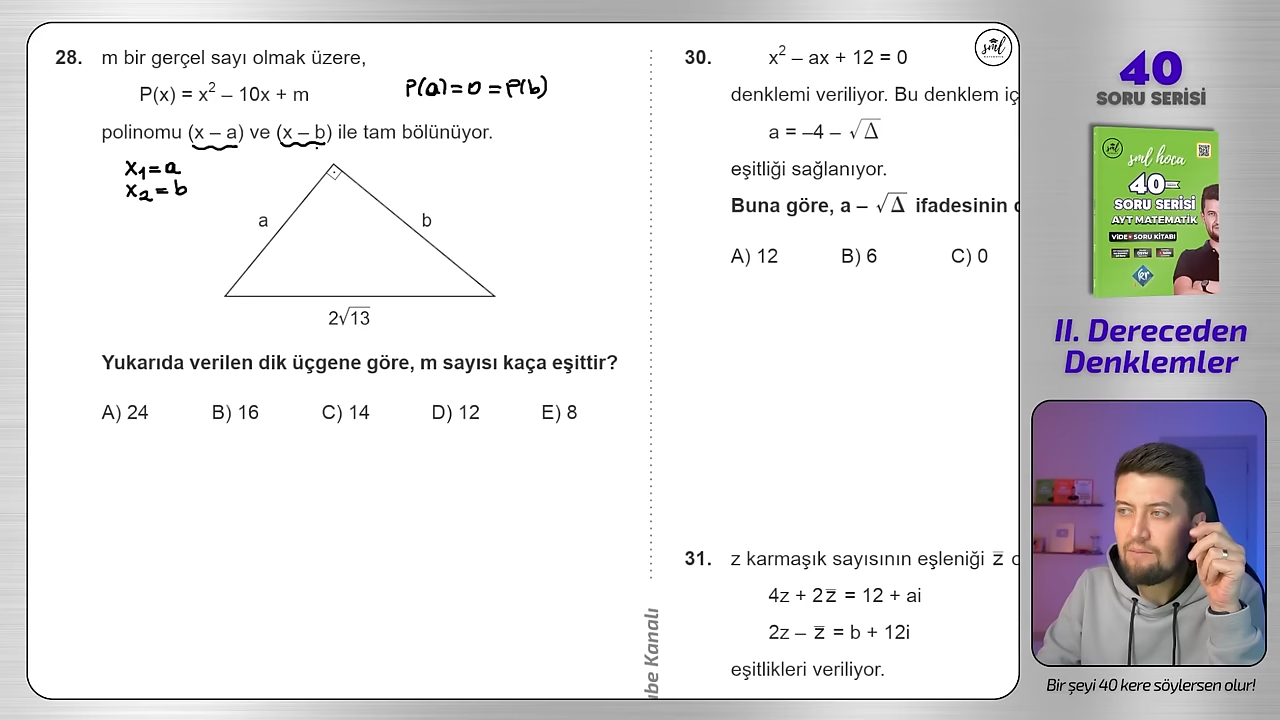 28. m bir gerçel sayı olmak üzere,
P(x) = x² – 10x + m
P(a) = 0 = P(b)
polinomu (x – a) ve (x – b) ile tam bölünüyor.
x₁ = a
x₂ = b
a
b
2√13
Yukarıda verilen dik üçgene göre, m sayısı kaça eşittir?
A) 24 B) 16 C) 14 D) 12 E) 8
ibe Kanalı
30. x² – ax + 12 = 0
denklemi veriliyor. Bu denklem iç
a = –4 – √Δ
eşitliği sağlanıyor.
Buna göre, a – √Δ ifadesinin
A) 12 B) 6 C) 0
31. z karmaşık sayısının eşleniği z̅
4z + 2z̅ = 12 + ai
2z – z̅ = b + 12i
eşitlikleri veriliyor.
sml
40
SORU SERİSİ
sml hoca
40
SORU SERİSİ
AYT MATEMATİK
VİDEO SORU KİTABI
II. Dereceden
Denklemler
Bir şeyi 40 kere söylersen olur!